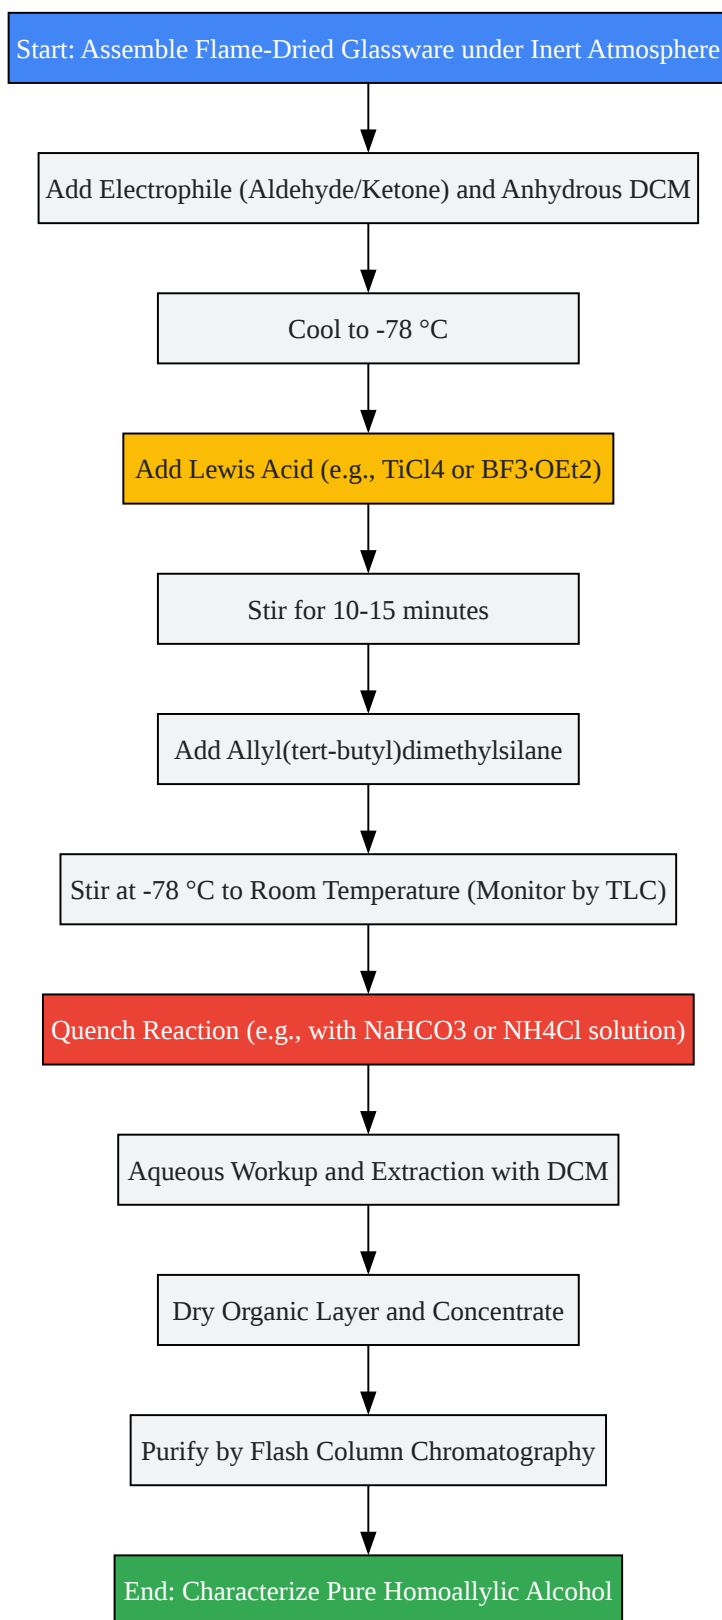 Start: Assemble Flame-Dried Glassware under Inert Atmosphere
Add Electrophile (Aldehyde/Ketone) and Anhydrous DCM
Cool to -78 °C
Add Lewis Acid (e.g., TiCl4 or BF3·OEt2)
Stir for 10-15 minutes
Add Allyl(tert-butyl)dimethylsilane
Stir at -78 °C to Room Temperature (Monitor by TLC)
Quench Reaction (e.g., with NaHCO3 or NH4Cl solution)
Aqueous Workup and Extraction with DCM
Dry Organic Layer and Concentrate
Purify by Flash Column Chromatography
End: Characterize Pure Homoallylic Alcohol